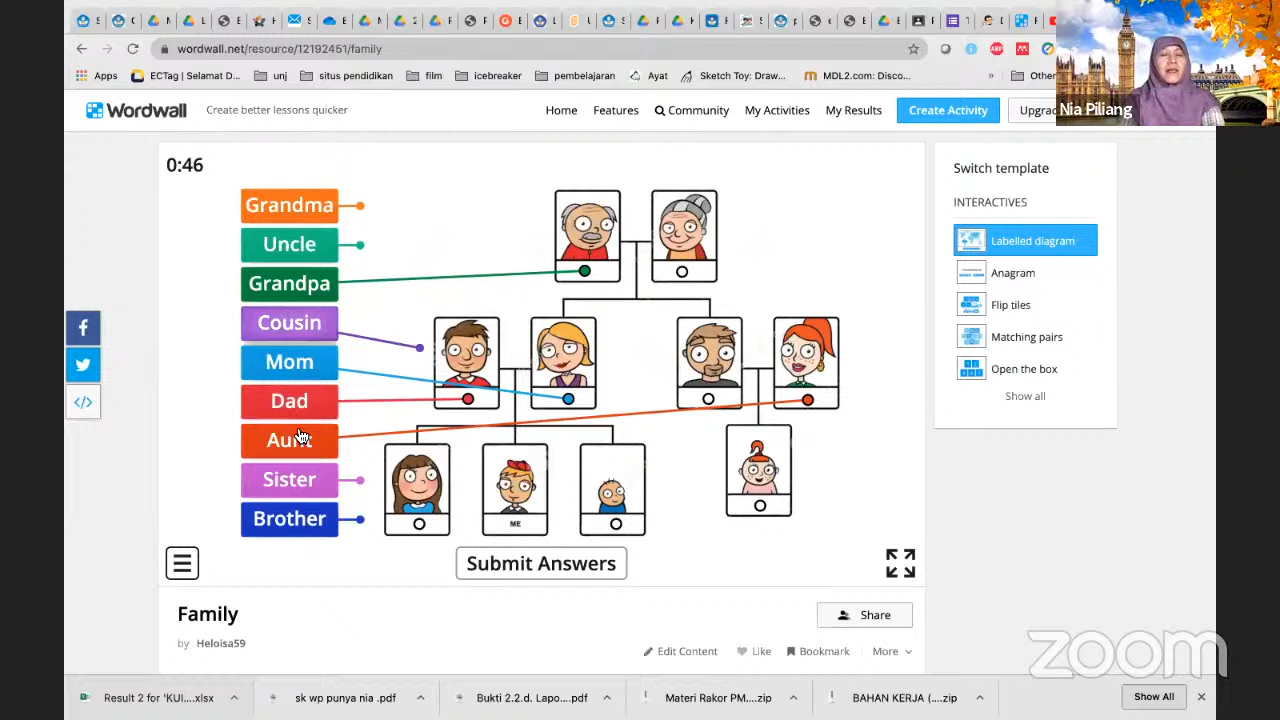 wordwall.net/resource/12192451/family
Apps
ECTag | Selamat D...
unj
situs pendidikan
film
icebreaker
pembelajaran
Ayat
Sketch Toy: Draw...
MDL2.com: Disco...
»
Nia Piliang
Wordwall
Create better lessons quicker
Home
Features
Community
My Activities
My Results
Create Activity
0:46
Grandma
Uncle
Grandpa
Cousin
Mom
Dad
Aunt
Sister
Brother
ME
Submit Answers
Switch template
INTERACTIVES
Labelled diagram
Anagram
Flip tiles
Matching pairs
Open the box
Show all
Family
by Heloisa59
Share
Edit Content
Like
Bookmark
More
zoom
Result 2 for 'KUI....xlsx
sk wp punya nia .pdf
Bukti 2.2.d. Lapo....pdf
Materi Rakor PM....zip
BAHAN KERJA (....zip
Show All